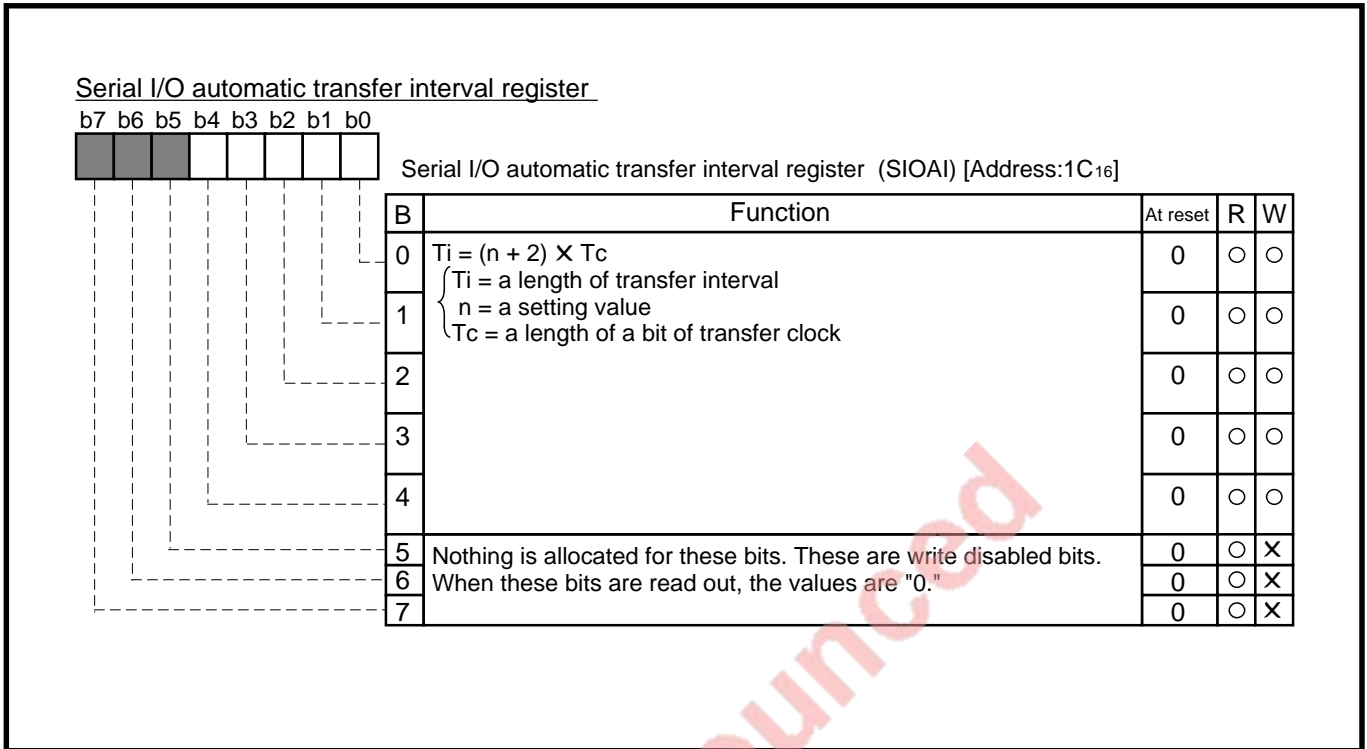 Serial I/O automatic transfer interval register
b7 b6 b5 b4 b3 b2 b1 b0
Serial I/O automatic transfer interval register (SIOAI) [Address:1C16]
B Function At reset R W
0 Ti = (n + 2) × Tc 0 ○ ○
Ti = a length of transfer interval
n = a setting value
1 0 ○ ○
Tc = a length of a bit of transfer clock
2 0 ○ ○
3 0 ○ ○
4 0 ○ ○
5 Nothing is allocated for these bits. These are write disabled bits. 0 ○ ×
6 When these bits are read out, the values are "0." 0 ○ ×
7 0 ○ ×
ounced